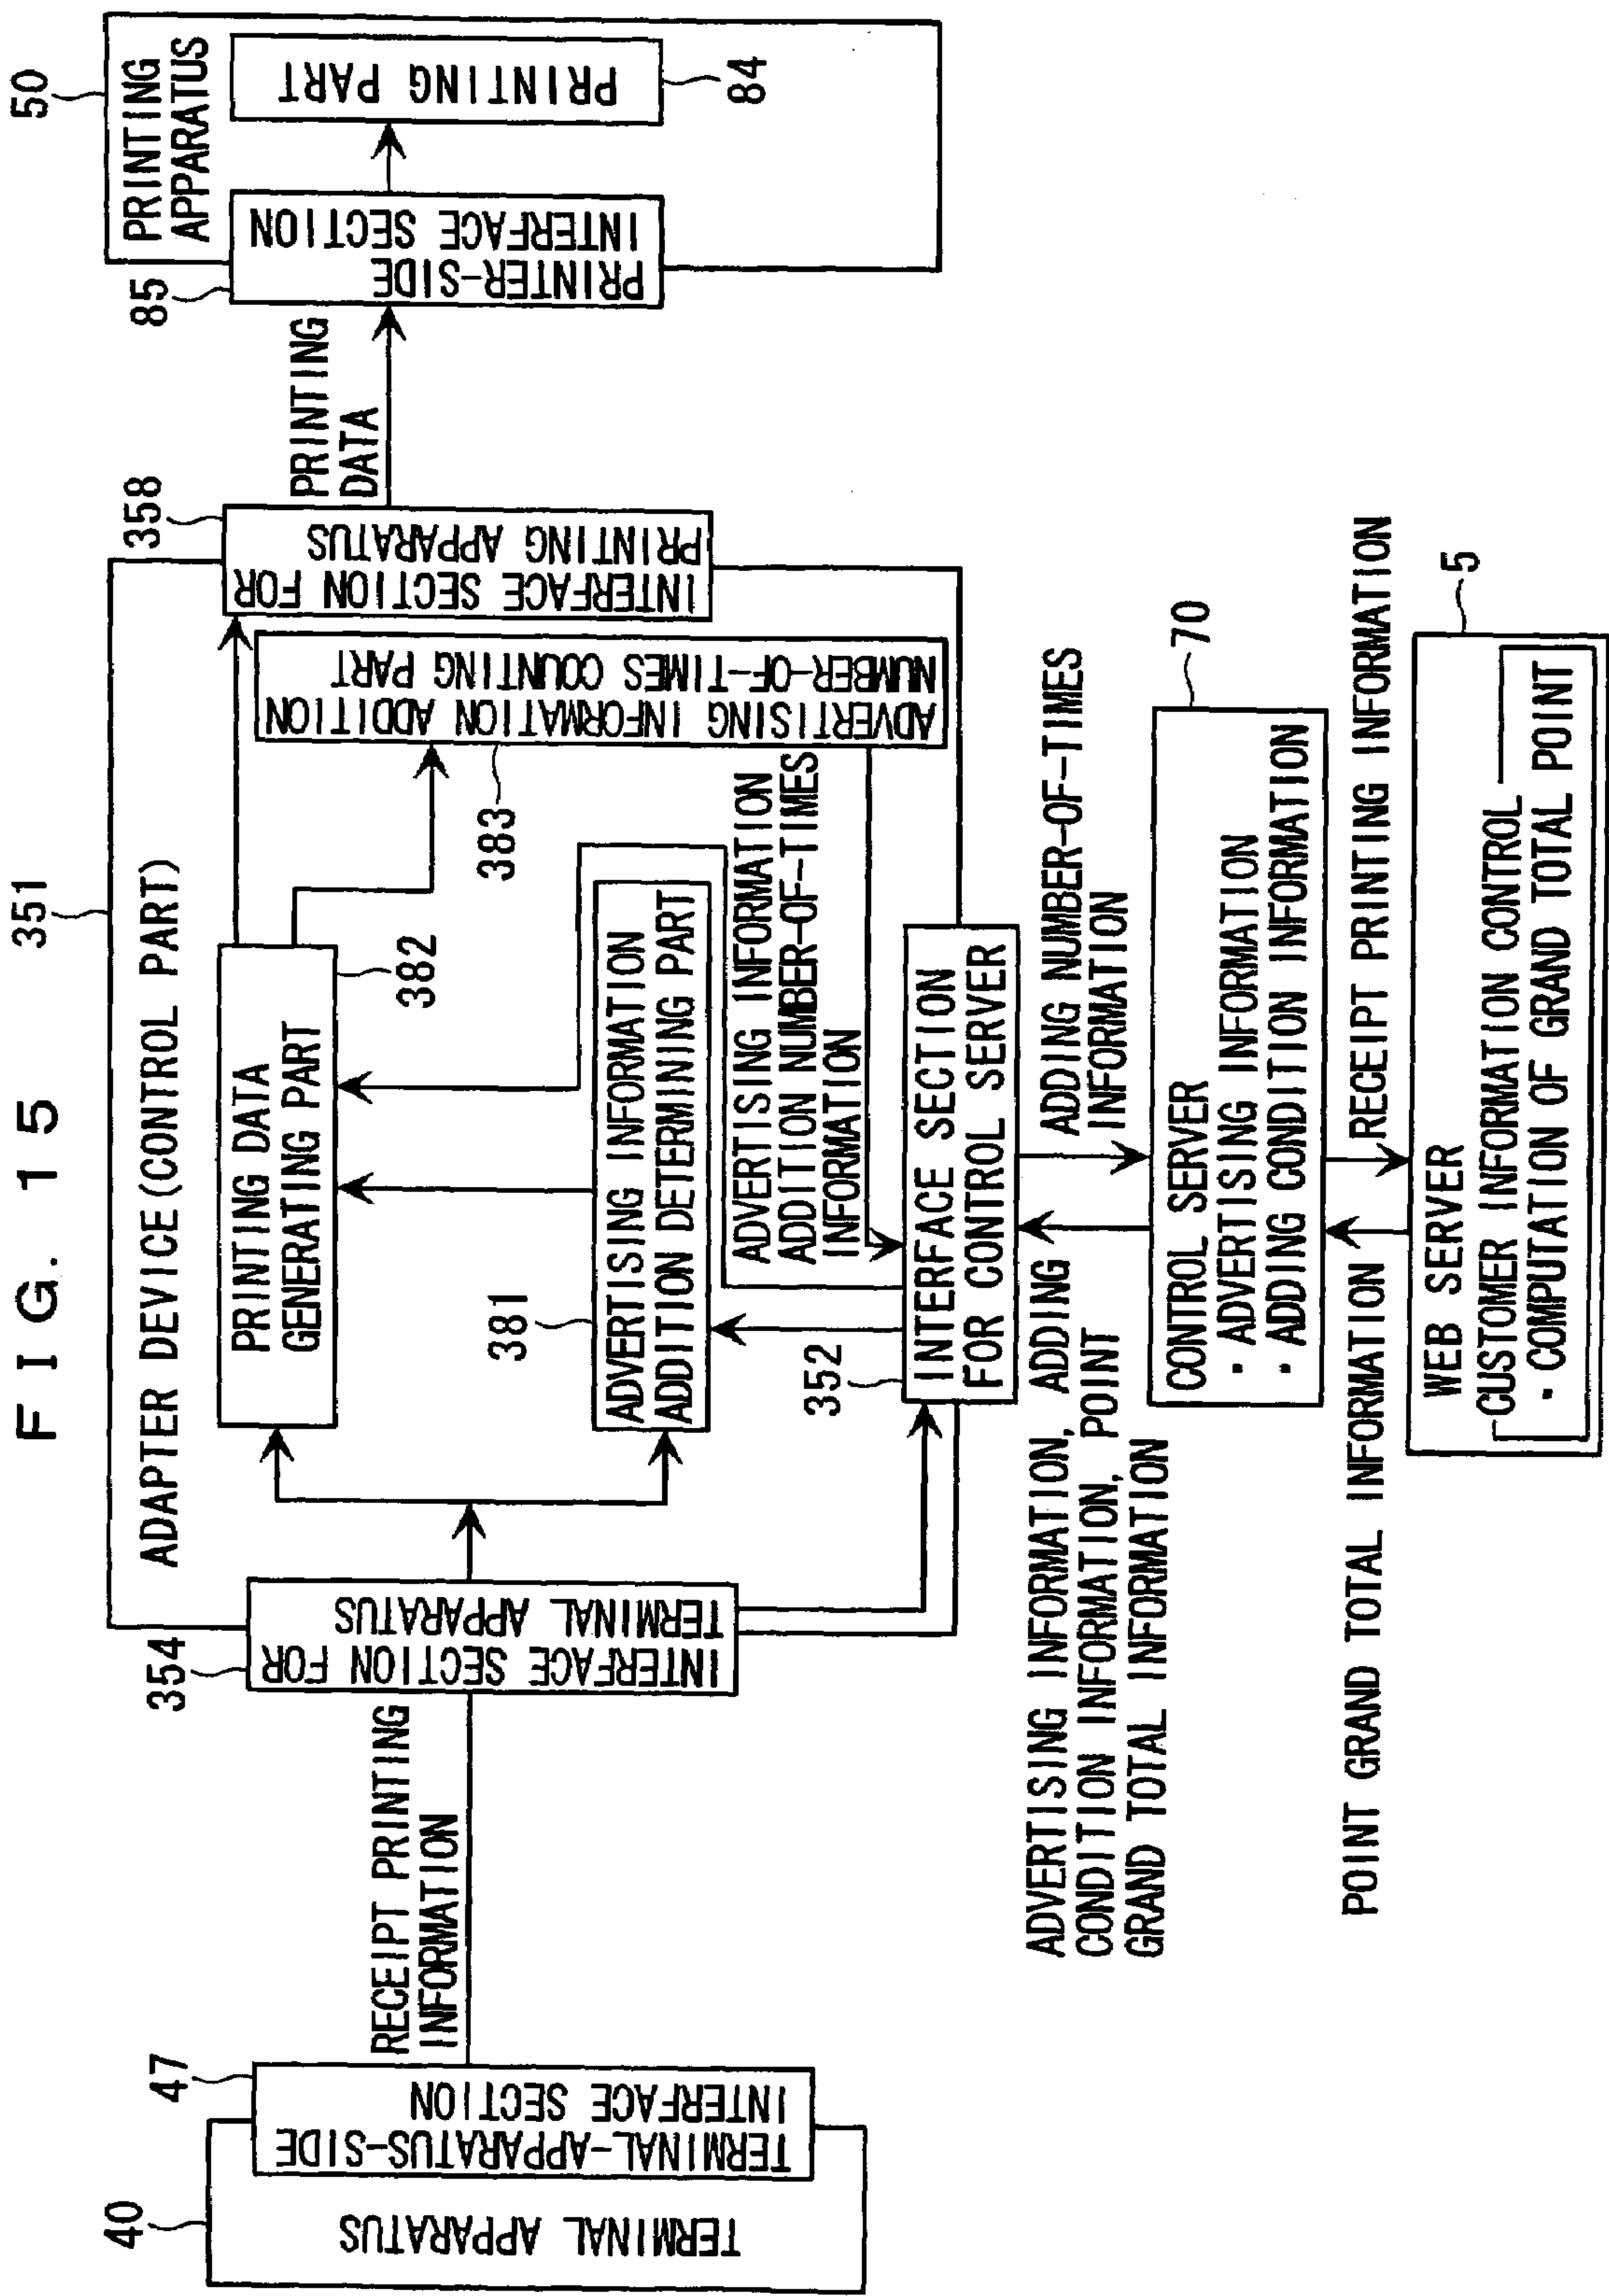 FIG. 15
351
ADAPTER DEVICE (CONTROL PART)
40
TERMINAL APPARATUS
47
TERMINAL-APPARATUS-SIDE
INTERFACE SECTION
RECEIPT PRINTING
INFORMATION
354
INTERFACE SECTION FOR
TERMINAL APPARATUS
PRINTING DATA
GENERATING PART
382
381
ADVERTISING INFORMATION
ADDITION DETERMINING PART
383
ADVERTISING INFORMATION ADDITION
NUMBER-OF-TIMES COUNTING PART
ADVERTISING INFORMATION
ADDITION NUMBER-OF-TIMES
INFORMATION
358
INTERFACE SECTION FOR
PRINTING APPARATUS
PRINTING
DATA
50
PRINTING
APPARATUS
85
PRINTER-SIDE
INTERFACE SECTION
PRINTING PART
84
352
INTERFACE SECTION
FOR CONTROL SERVER
ADVERTISING INFORMATION, ADDING
CONDITION INFORMATION, POINT
GRAND TOTAL INFORMATION
ADDING NUMBER-OF-TIMES
INFORMATION
70
CONTROL SERVER
・ADVERTISING INFORMATION
・ADDING CONDITION INFORMATION
POINT GRAND TOTAL INFORMATION
RECEIPT PRINTING INFORMATION
5
WEB SERVER
CUSTOMER INFORMATION CONTROL
・COMPUTATION OF GRAND TOTAL POINT